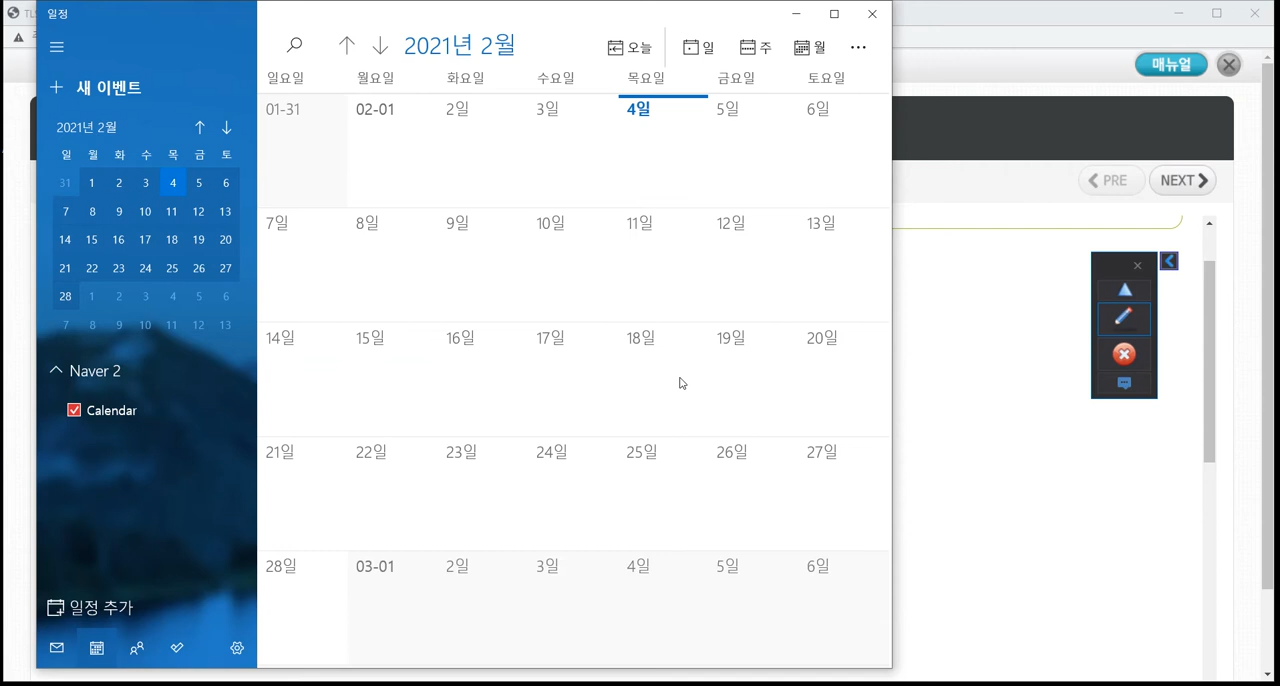 일정
TL
새 이벤트
2021년 2월
일 월 화 수 목 금 토
31 1 2 3 4 5 6
7 8 9 10 11 12 13
14 15 16 17 18 19 20
21 22 23 24 25 26 27
28 1 2 3 4 5 6
7 8 9 10 11 12 13
Naver 2
Calendar
일정 추가
2021년 2월
오늘 일 주 월
일요일 월요일 화요일 수요일 목요일 금요일 토요일
01-31 02-01 2일 3일 4일 5일 6일
7일 8일 9일 10일 11일 12일 13일
14일 15일 16일 17일 18일 19일 20일
21일 22일 23일 24일 25일 26일 27일
28일 03-01 2일 3일 4일 5일 6일
매뉴얼
PRE NEXT